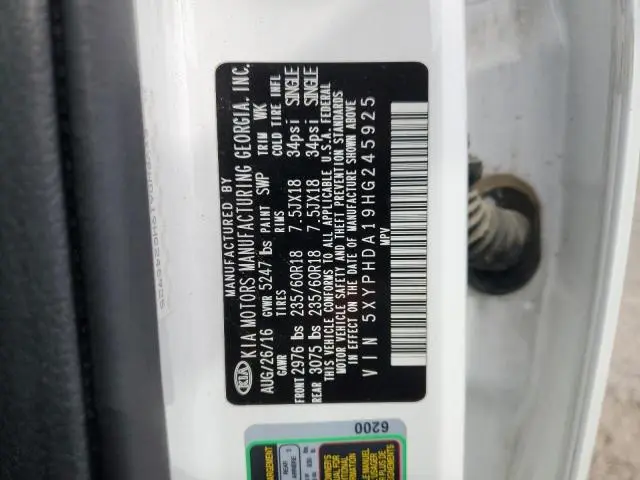 MANUFACTURED BY
KIA KIA MOTORS MANUFACTURING GEORGIA, INC.
AUG/26/16 GVWR 5247 lbs PAINT SWP TRIM WK
GAWR TIRES RIMS COLD TIRE INFL
FRONT 2976 lbs 235/60R18 7.5JX18 34psi SINGLE
REAR 3075 lbs 235/60R18 7.5JX18 34psi SINGLE
THIS VEHICLE CONFORMS TO ALL APPLICABLE U.S.A. FEDERAL
MOTOR VEHICLE SAFETY AND THEFT PREVENTION STANDARDS
IN EFFECT ON THE DATE OF MANUFACTURE SHOWN ABOVE
VIN 5XYPHDA19HG245925
MPV
6200